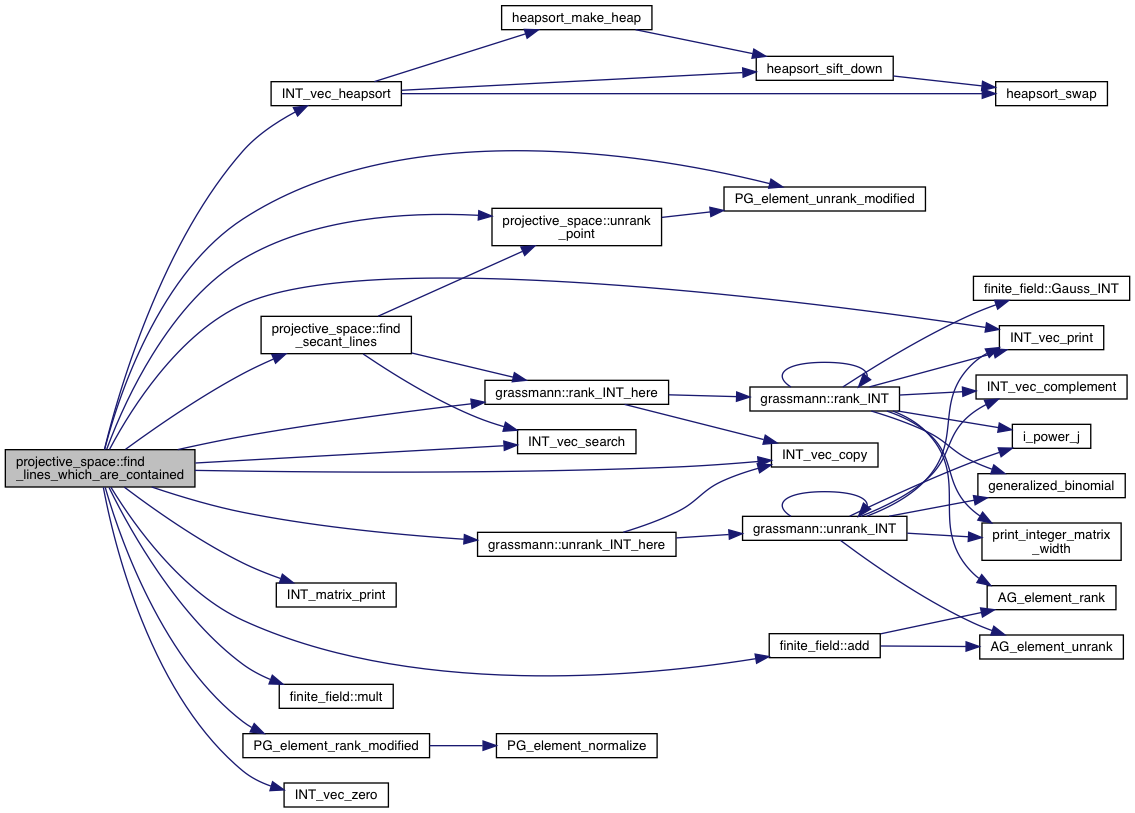 heapsort_make_heap
heapsort_sift_down
INT_vec_heapsort
heapsort_swap
PG_element_unrank_modified
projective_space::unrank
_point
finite_field::Gauss_INT
projective_space::find
_secant_lines
INT_vec_print
grassmann::rank_INT_here
grassmann::rank_INT
INT_vec_complement
INT_vec_search
i_power_j
INT_vec_copy
projective_space::find
_lines_which_are_contained
generalized_binomial
grassmann::unrank_INT
grassmann::unrank_INT_here
print_integer_matrix
_width
INT_matrix_print
AG_element_rank
finite_field::add
AG_element_unrank
finite_field::mult
PG_element_rank_modified
PG_element_normalize
INT_vec_zero